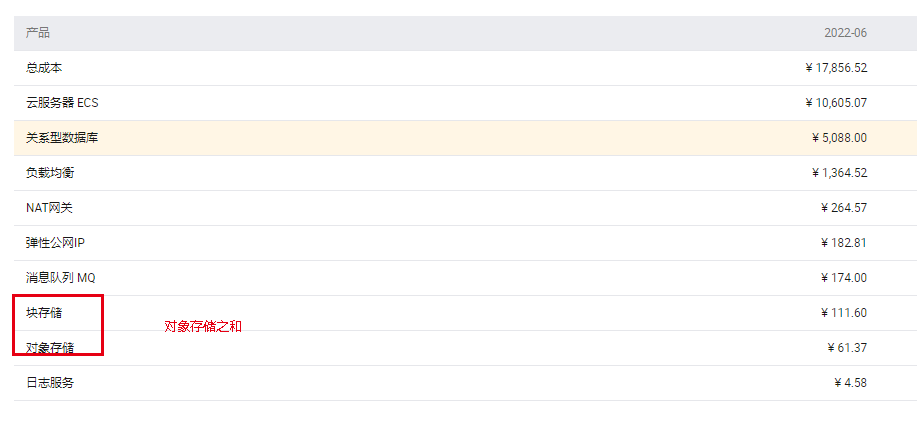 产品 2022-06
总成本 ¥ 17,856.52
云服务器 ECS ¥ 10,605.07
关系型数据库 ¥ 5,088.00
负载均衡 ¥ 1,364.52
NAT网关 ¥ 264.57
弹性公网IP ¥ 182.81
消息队列 MQ ¥ 174.00
块存储 ¥ 111.60
对象存储之和
对象存储 ¥ 61.37
日志服务 ¥ 4.58